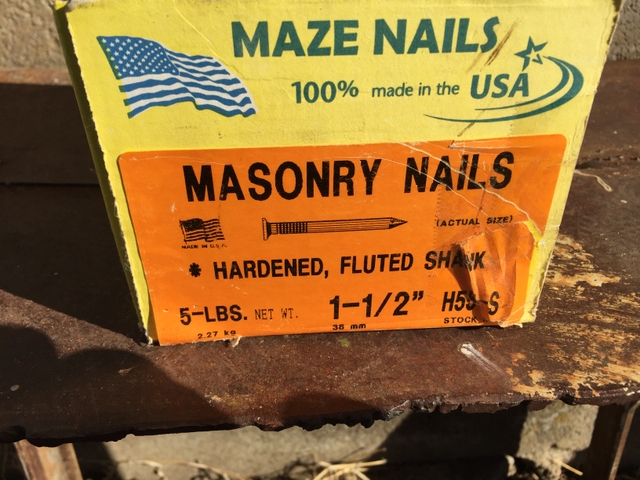 MAZE NAILS
100% made in the USA
MASONRY NAILS
MADE IN U.S.A.
(ACTUAL SIZE)
* HARDENED, FLUTED SHANK
5-LBS. NET WT. 1-1/2”
2.27 kg 38 mm
STOCK